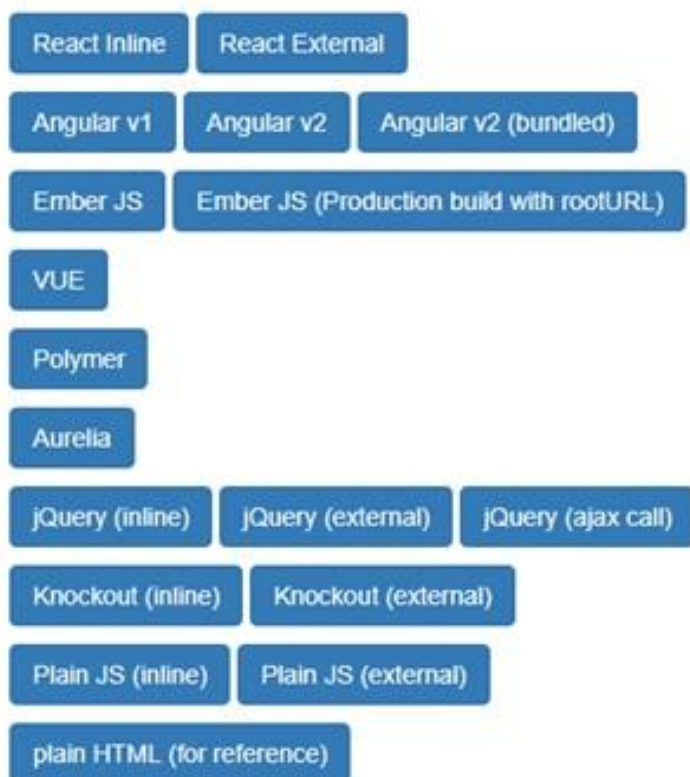 React Inline React External
Angular v1 Angular v2 Angular v2 (bundled)
Ember JS Ember JS (Production build with rootURL)
VUE
Polymer
Aurelia
jQuery (inline) jQuery (external) jQuery (ajax call)
Knockout (inline) Knockout (external)
Plain JS (inline) Plain JS (external)
plain HTML (for reference)